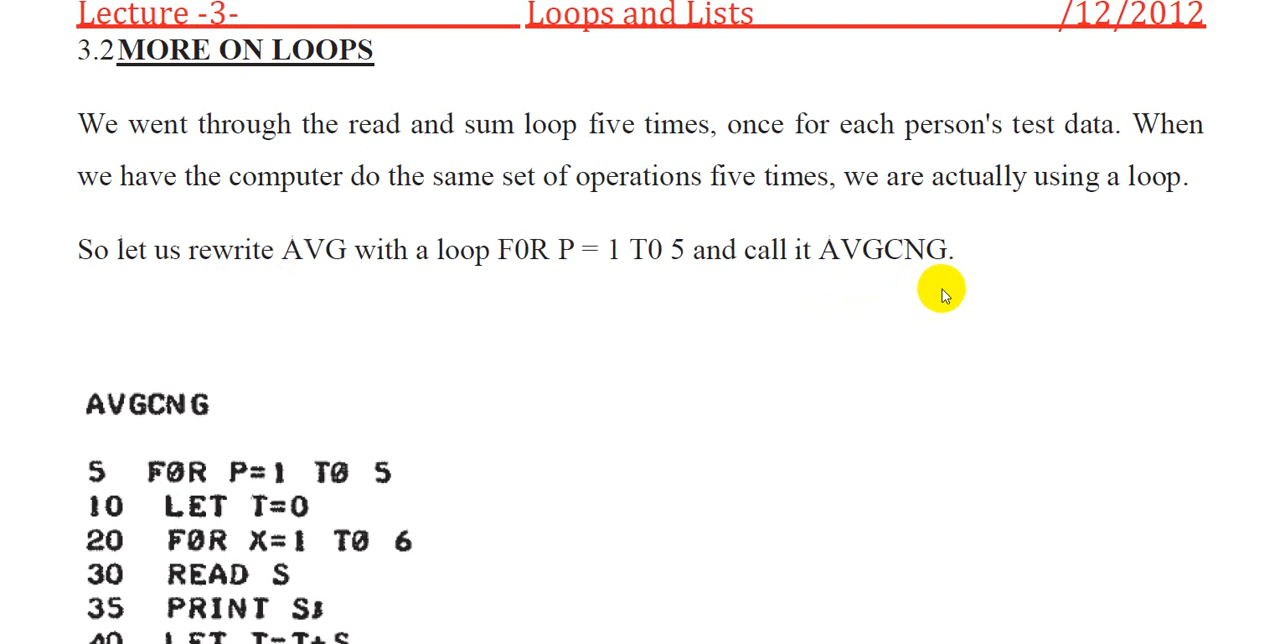 Lecture -3- Loops and Lists /12/2012
3.2MORE ON LOOPS
We went through the read and sum loop five times, once for each person's test data. When
we have the computer do the same set of operations five times, we are actually using a loop.
So let us rewrite AVG with a loop F0R P = 1 T0 5 and call it AVGCNG.
AVGCNG
5 FØR P=1 TØ 5
10 LET T=0
20 FØR X=1 TØ 6
30 READ S
35 PRINT S;
40 LET T=T+S